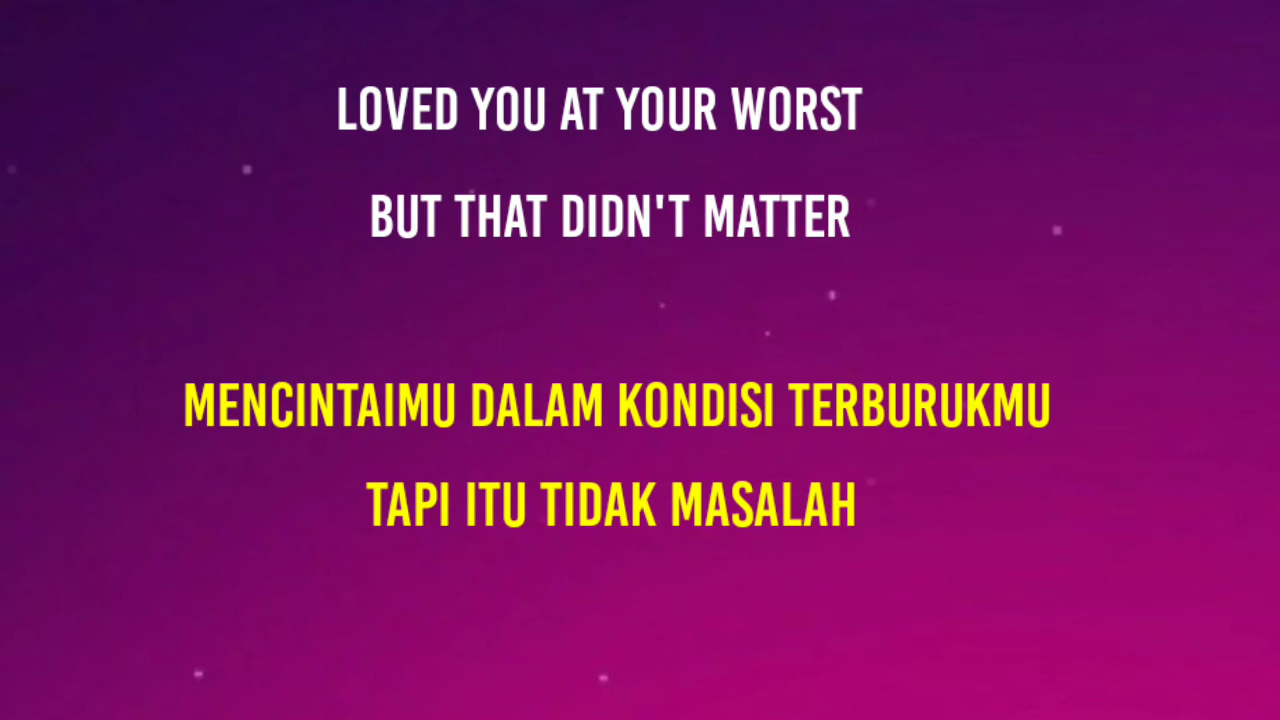 LOVED YOU AT YOUR WORST
BUT THAT DIDN'T MATTER
MENCINTAIMU DALAM KONDISI TERBURUKMU
TAPI ITU TIDAK MASALAH